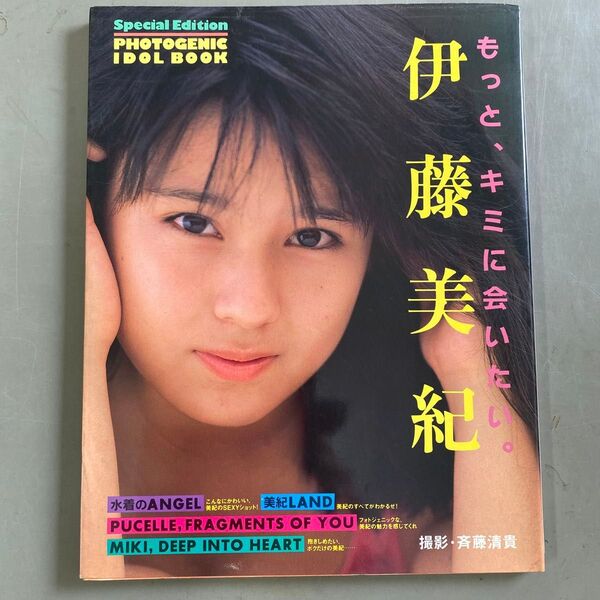 Special Edition
PHOTOGENIC
IDOL BOOK
もっと、キミに会いたい。
伊藤美紀
水着のANGEL
こんなにかわいい、
美紀のSEXYショット!
美紀LAND
美紀のすべてがわかるぜ!
PUCELLE, FRAGMENTS OF YOU
フォトジェニックな、
美紀の魅力を感じてくれ
MIKI, DEEP INTO HEART
抱きしめたい、
ボクだけの美紀……
撮影・斉藤清貴